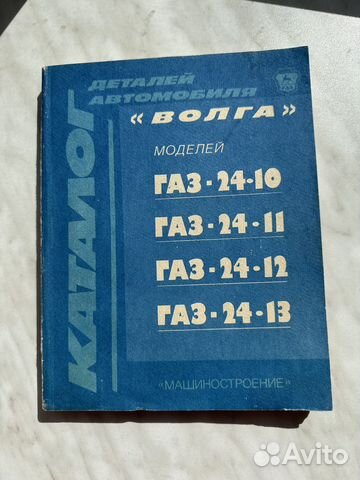 КАТАЛОГ
ДЕТАЛЕЙ
АВТОМОБИЛЯ
« ВОЛГА »
МОДЕЛЕЙ
ГАЗ-24-10
ГАЗ-24-11
ГАЗ-24-12
ГАЗ-24-13
«МАШИНОСТРОЕНИЕ»
Avito